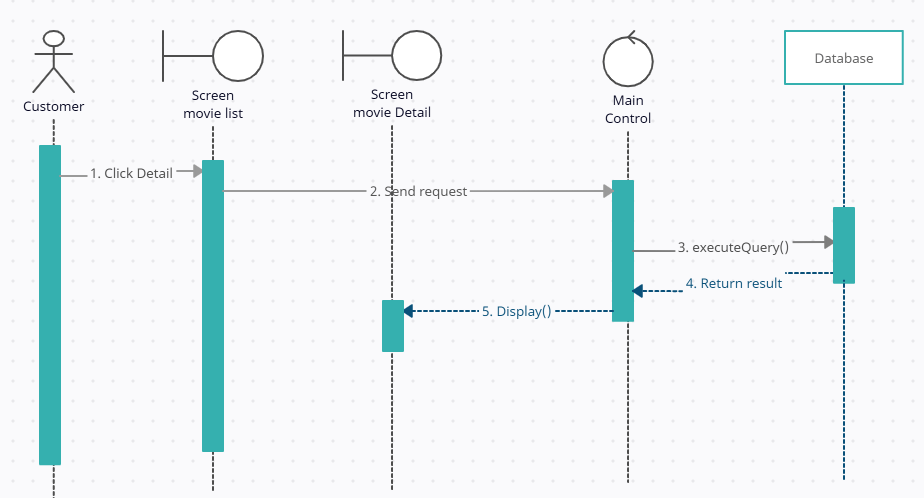 Customer
Screen
movie list
Screen
movie Detail
Main
Control
Database
1. Click Detail
2. Send request
3. executeQuery()
4. Return result
5. Display()